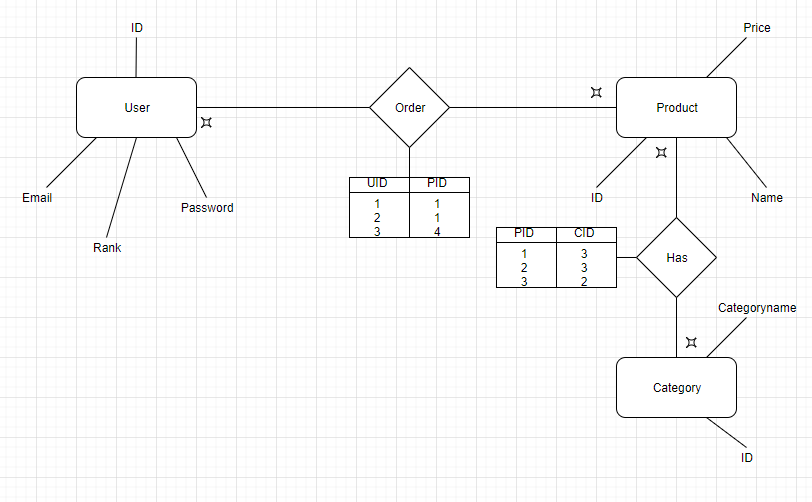 ID
Price
User
Order
Product
UID PID
1 1
2 1
3 4
Email
Rank
Password
ID
Name
PID CID
1 3
2 3
3 2
Has
Categoryname
Category
ID